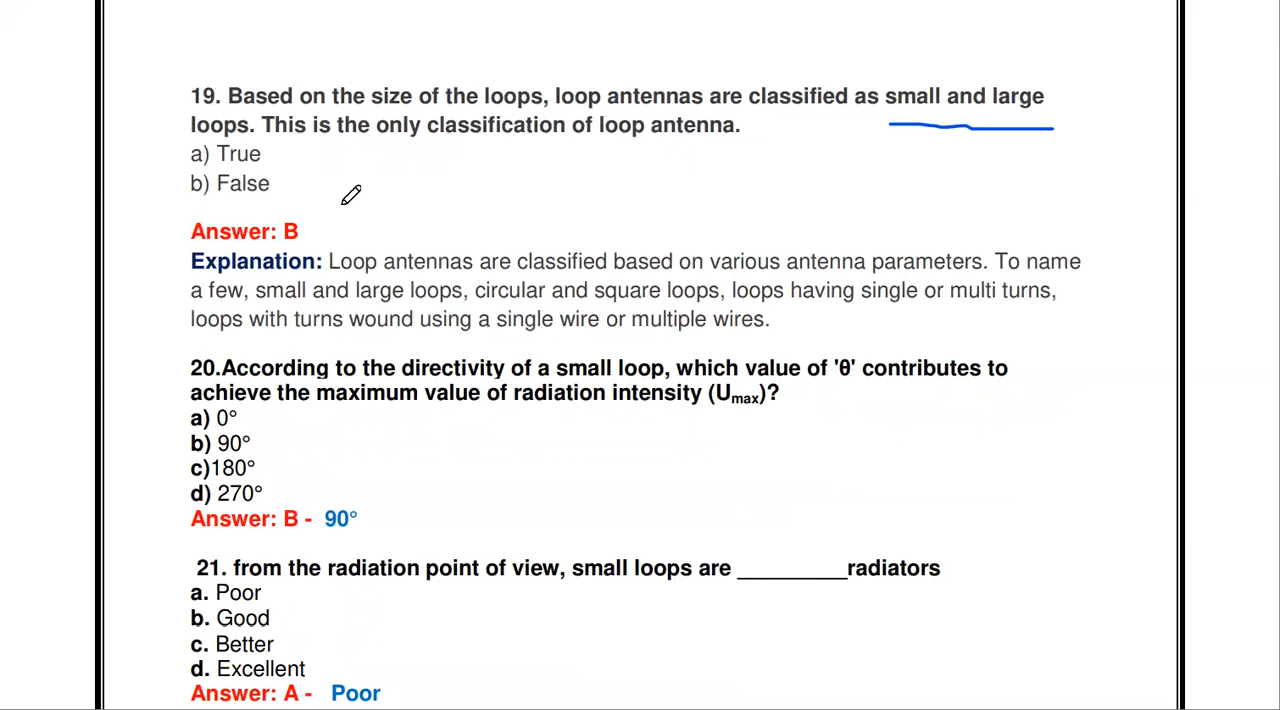 19. Based on the size of the loops, loop antennas are classified as small and large
loops. This is the only classification of loop antenna.
a) True
b) False
Answer: B
Explanation: Loop antennas are classified based on various antenna parameters. To name
a few, small and large loops, circular and square loops, loops having single or multi turns,
loops with turns wound using a single wire or multiple wires.
20.According to the directivity of a small loop, which value of 'θ' contributes to
achieve the maximum value of radiation intensity (Umax)?
a) 0°
b) 90°
c)180°
d) 270°
Answer: B - 90°
21. from the radiation point of view, small loops are _________radiators
a. Poor
b. Good
c. Better
d. Excellent
Answer: A - Poor